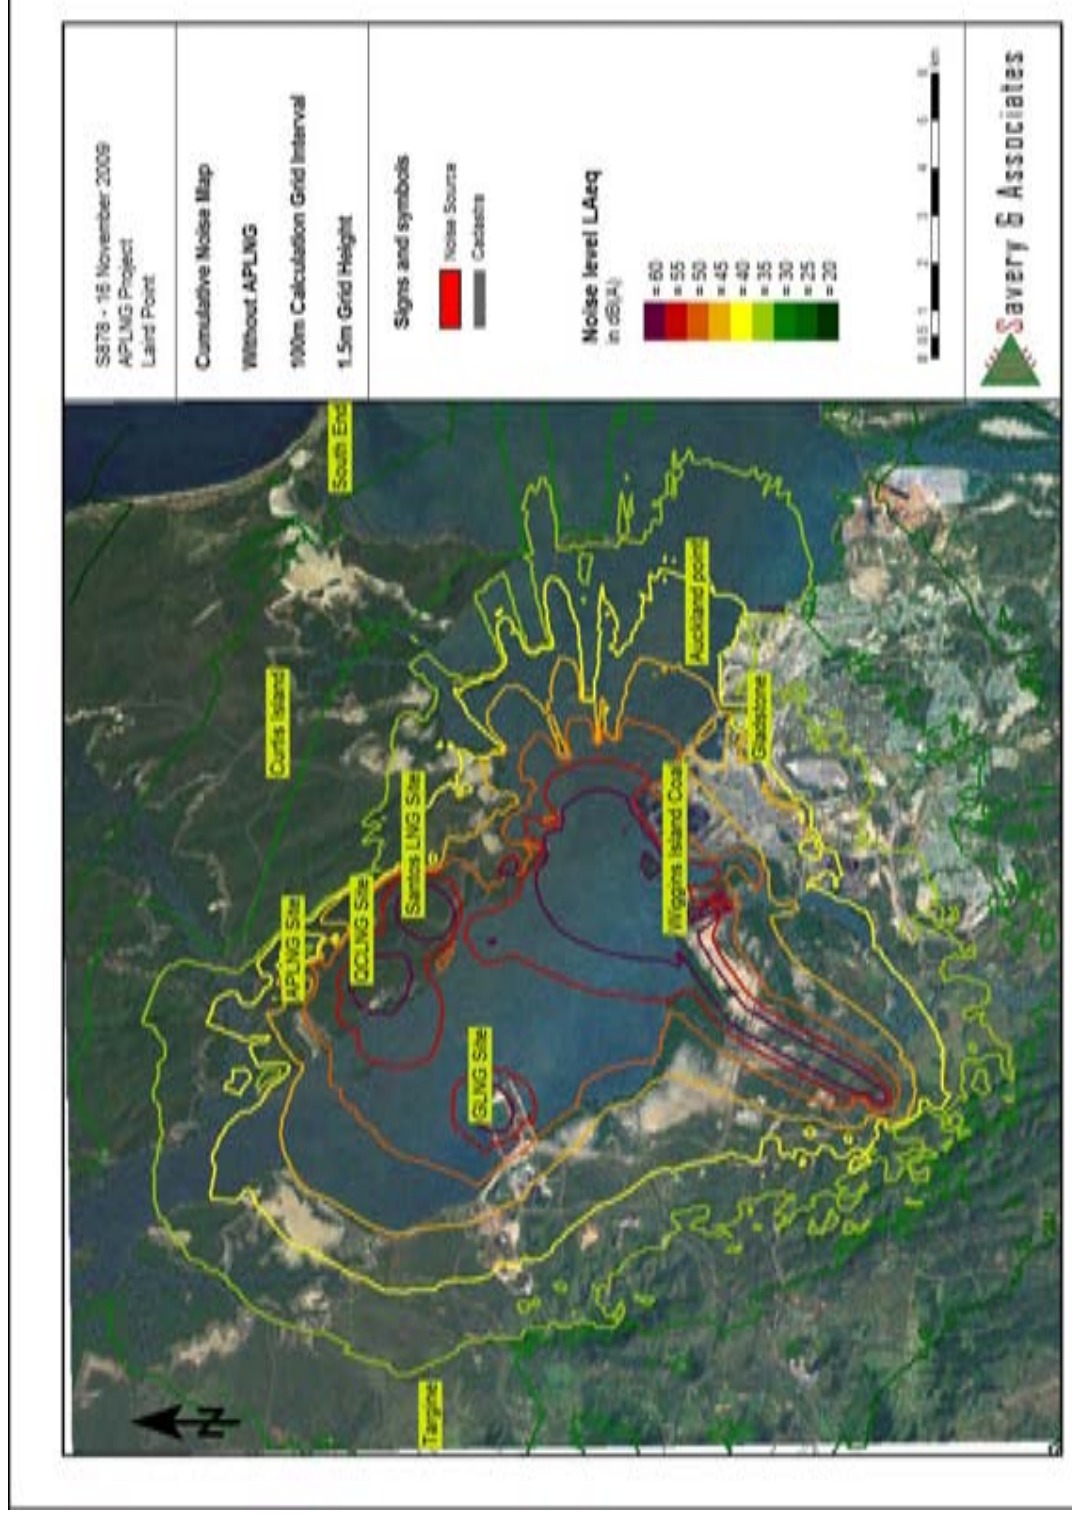 S878 - 16 November 2009
APLNG Project
Laird Point
Cumulative Noise Map
Without APLNG
100m Calculation Grid Interval
1.5m Grid Height
Signs and symbols
Noise Source
Cadastra
Noise level LAeq
in dB(A)
= 60
= 55
= 50
= 45
= 40
= 35
= 30
= 25
= 20
km
Savery & Associates
N
South End
Curtis Island
Auckland point
Gladstone
Santos LNG Site
Wiggins Island Coal
QCLNG Site
APLNG Site
GLNG Site
Targinie